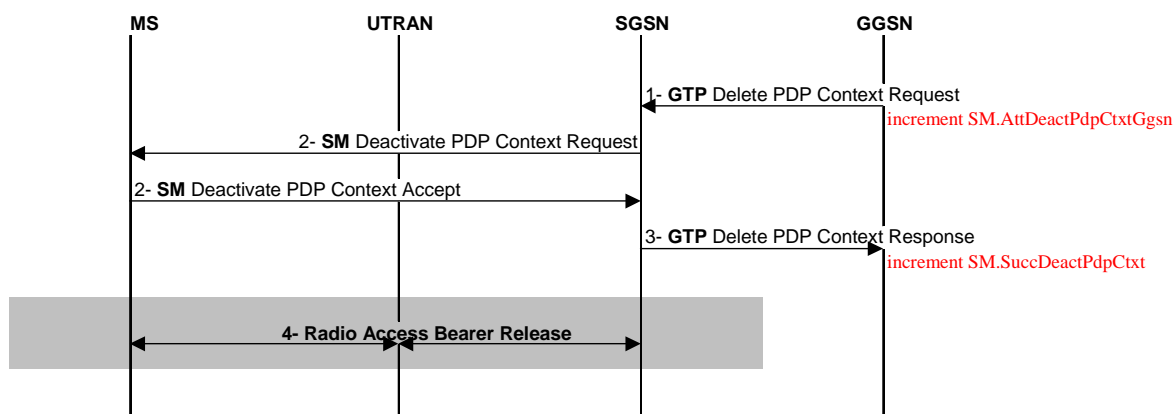 MS UTRAN SGSN GGSN
1- GTP Delete PDP Context Request
increment SM.AttDeactPdpCtxtGgsn
2- SM Deactivate PDP Context Request
2- SM Deactivate PDP Context Accept
3- GTP Delete PDP Context Response
increment SM.SuccDeactPdpCtxt
4- Radio Access Bearer Release